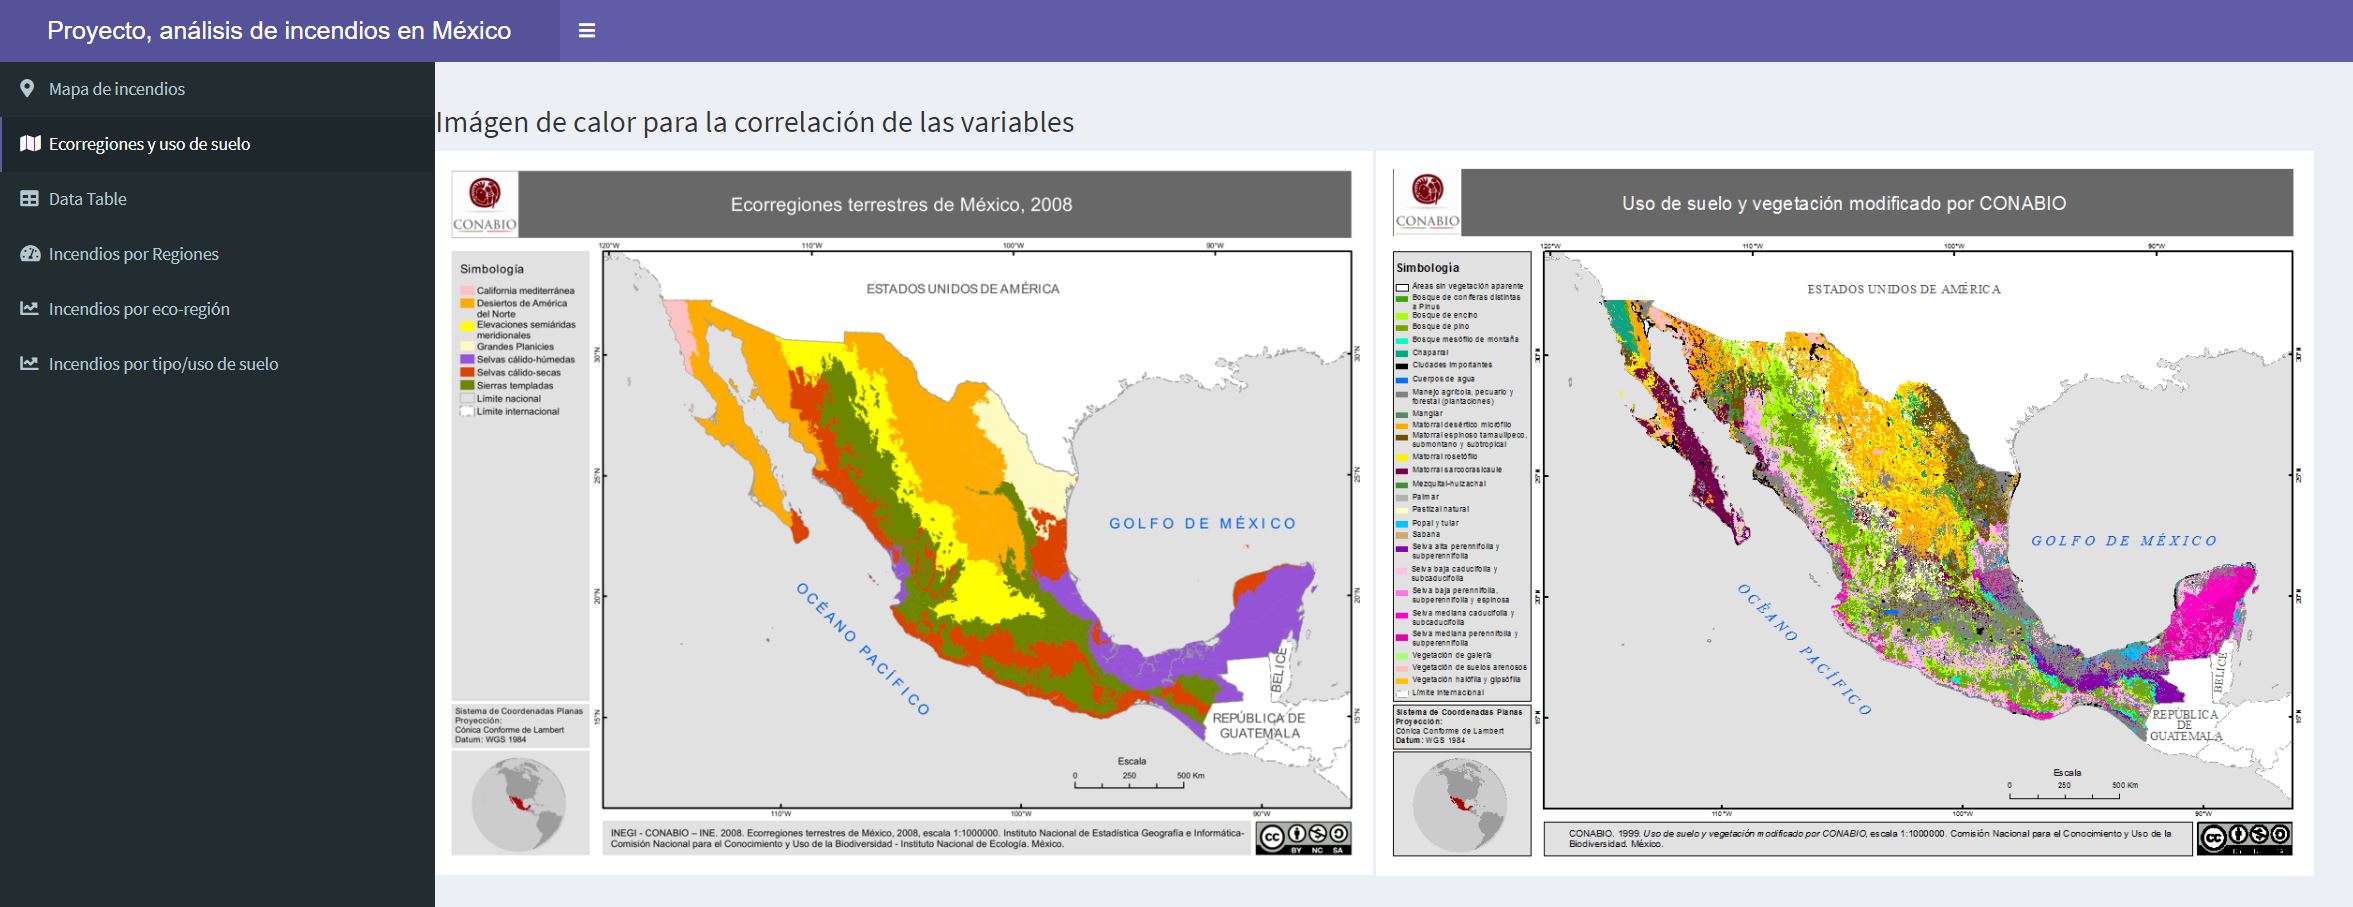 Proyecto, análisis de incendios en México
Mapa de incendios
Ecorregiones y uso de suelo
Data Table
Incendios por Regiones
Incendios por eco-región
Incendios por tipo/uso de suelo
Imágen de calor para la correlación de las variables
CONABIO
Ecorregiones terrestres de México, 2008
120°W
110°W
100°W
90°W
Simbología
California mediterránea
Desiertos de América
del Norte
Elevaciones semiáridas
meridionales
Grandes Planicies
Selvas cálido-húmedas
Selvas cálido-secas
Sierras templadas
Límite nacional
Límite internacional
ESTADOS UNIDOS DE AMÉRICA
30°N
30°N
25°N
25°N
GOLFO DE MÉXICO
20°N
20°N
OCÉANO PACÍFICO
BELICE
15°N
15°N
REPÚBLICA DE
GUATEMALA
Escala
0 250 500 Km
Sistema de Coordenadas Planas
Proyección:
Cónica Conforme de Lambert
Datum: WGS 1984
110°W
100°W
90°W
INEGI - CONABIO – INE. 2008. Ecorregiones terrestres de México, 2008, escala 1:1000000. Instituto Nacional de Estadística Geografía e Informática-
Comisión Nacional para el Conocimiento y Uso de la Biodiversidad - Instituto Nacional de Ecología. México.
cc
BY NC SA
CONABIO
Uso de suelo y vegetación modificado por CONABIO
120°W
110°W
100°W
90°W
Simbología
Áreas sin vegetación aparente
Bosque de coníferas distintas
a Pinus
Bosque de encino
Bosque de pino
Bosque mesófilo de montaña
Chaparral
Ciudades importantes
Cuerpos de agua
Manejo agrícola, pecuario y
forestal (plantaciones)
Manglar
Matorral desértico micrófilo
Matorral espinoso tamaulipeco,
submontano y subtropical
Matorral rosetófilo
Matorral sarcocrasicaule
Mezquital-huizachal
Palmar
Pastizal natural
Popal y tular
Sabana
Selva alta perennifolia y
subperennifolia
Selva baja caducifolia y
subcaducifolia
Selva baja perennifolia,
subperennifolia y espinosa
Selva mediana caducifolia y
subcaducifolia
Selva mediana perennifolia y
subperennifolia
Vegetación de galería
Vegetación de suelos arenosos
Vegetación halófila y gipsófila
Límite internacional
ESTADOS UNIDOS DE AMÉRICA
30°N
30°N
25°N
25°N
GOLFO DE MÉXICO
20°N
20°N
OCÉANO PACÍFICO
BELICE
15°N
15°N
REPÚBLICA
DE
GUATEMALA
Escala
0 250 500 Km
Sistema de Coordenadas Planas
Proyección:
Cónica Conforme de Lambert
Datum: WGS 1984
110°W
100°W
90°W
CONABIO. 1999. Uso de suelo y vegetación modificado por CONABIO, escala 1:1000000. Comisión Nacional para el Conocimiento y Uso de la
Biodiversidad. México.
cc